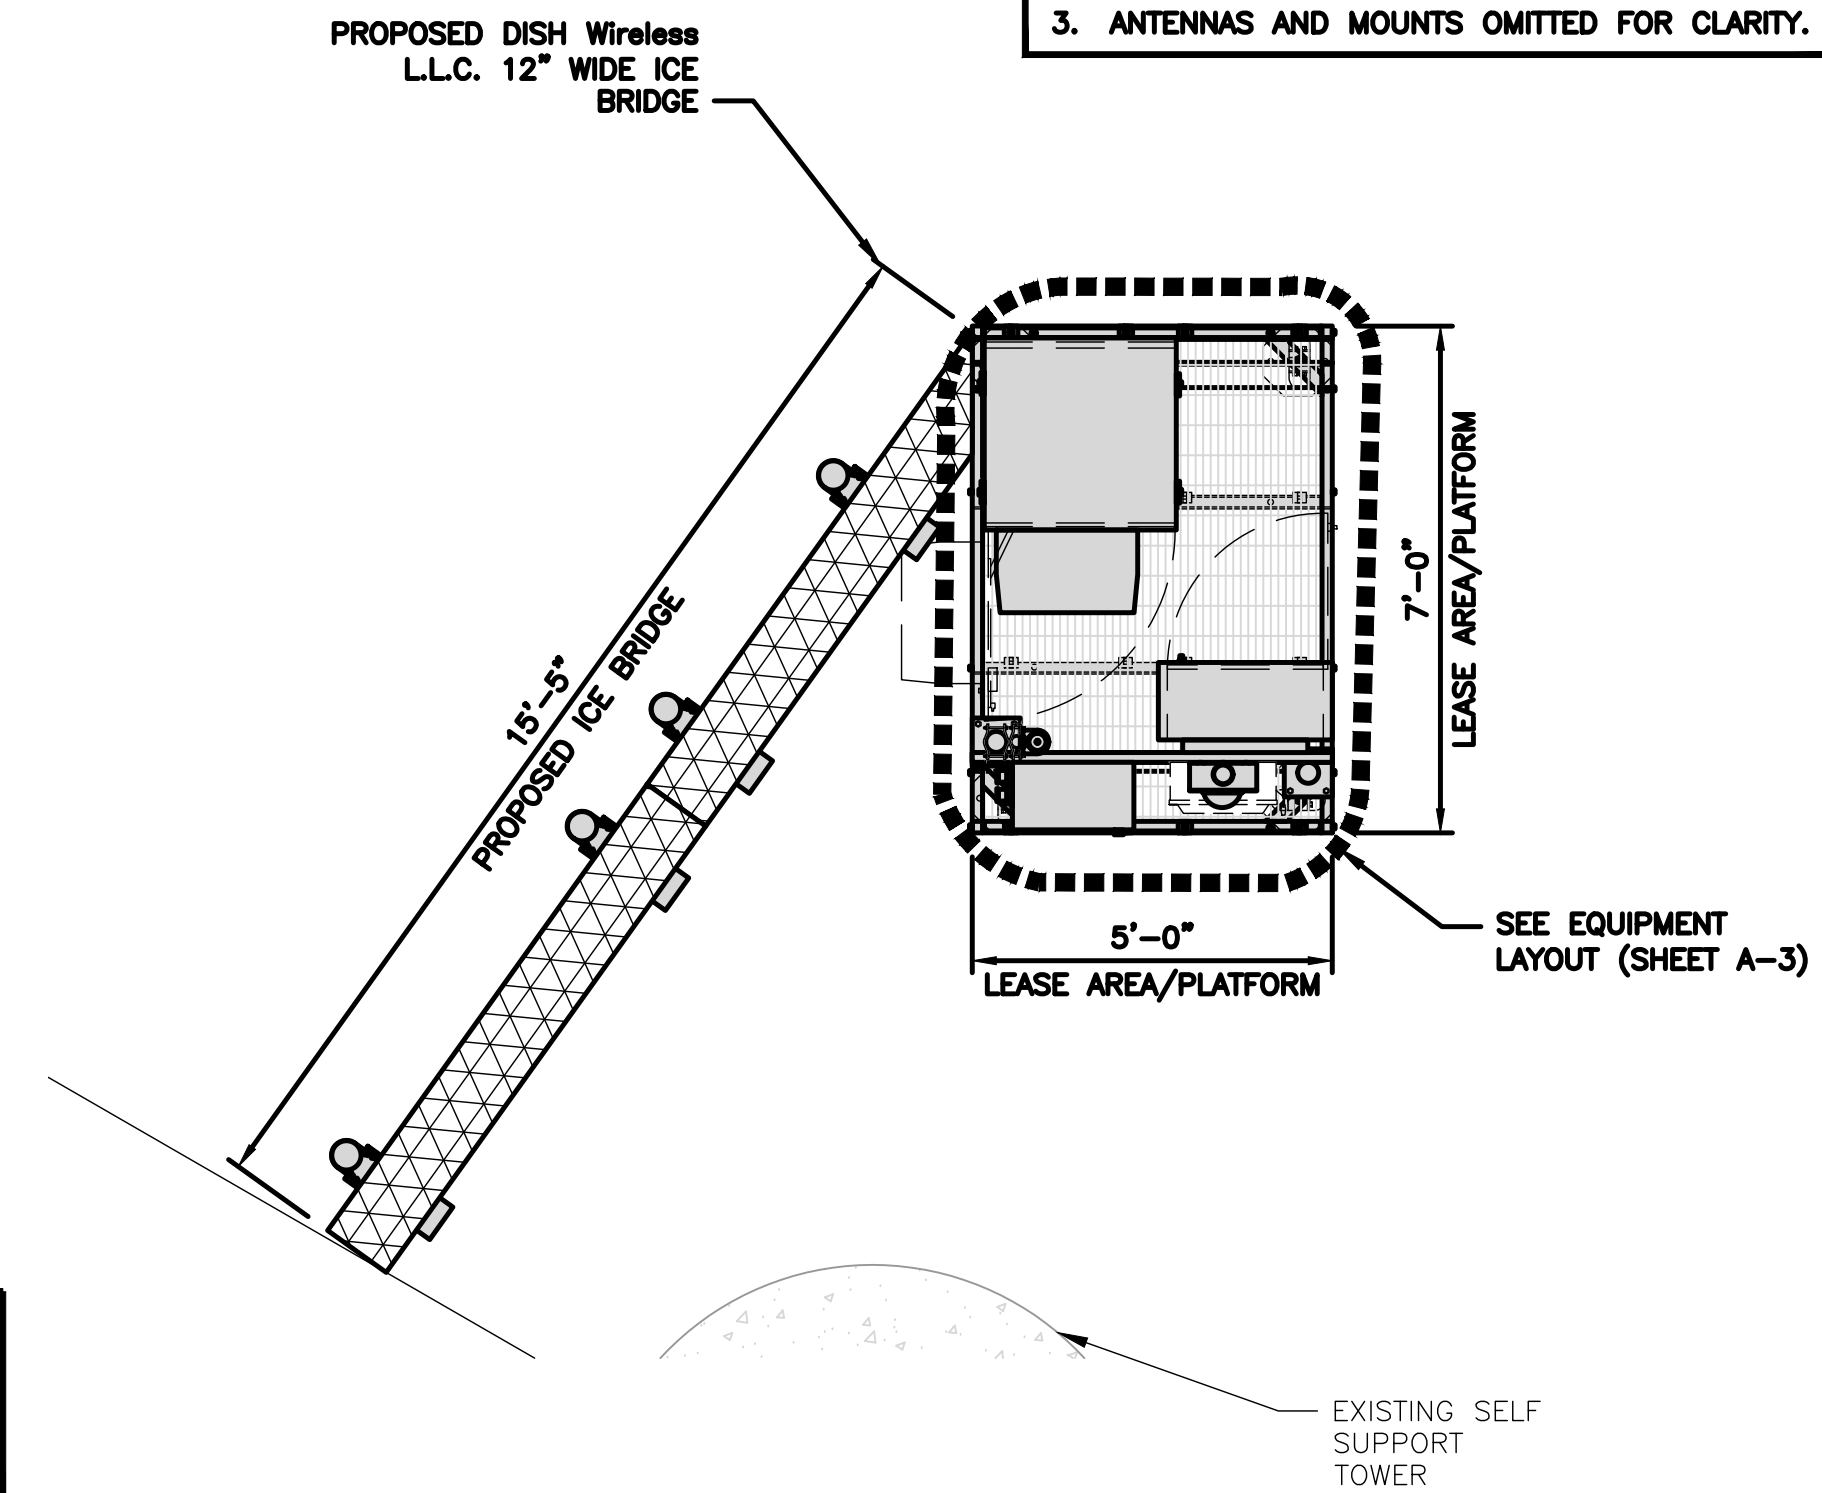 3. ANTENNAS AND MOUNTS OMITTED FOR CLARITY.
PROPOSED DISH Wireless
L.L.C. 12" WIDE ICE
BRIDGE
15'-5"
PROPOSED ICE BRIDGE
7'-0"
LEASE AREA/PLATFORM
5'-0"
LEASE AREA/PLATFORM
SEE EQUIPMENT
LAYOUT (SHEET A-3)
EXISTING SELF
SUPPORT
TOWER